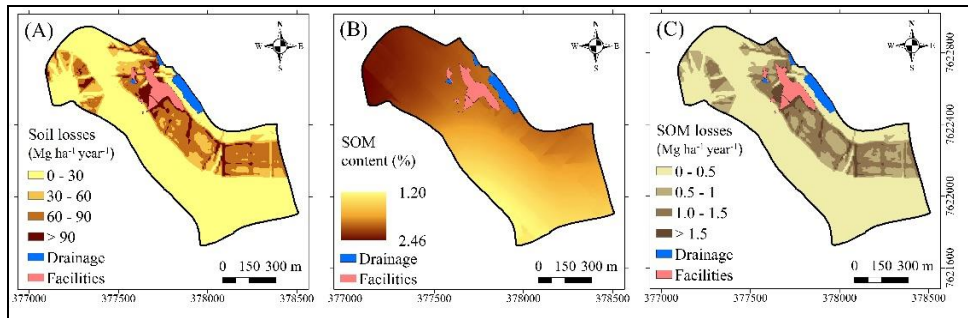 (A)
N
W E
S
Soil losses
(Mg ha⁻¹ year⁻¹)
0 - 30
30 - 60
60 - 90
> 90
Drainage
Facilities
0 150 300 m
377000 377500 378000 378500
(B)
N
W E
S
SOM
content (%)
1.20
2.46
Drainage
Facilities
0 150 300 m
377000 377500 378000 378500
(C)
N
W E
S
SOM losses
(Mg ha⁻¹ year⁻¹)
0 - 0.5
0.5 - 1
1.0 - 1.5
> 1.5
Drainage
Facilities
0 150 300 m
377000 377500 378000 378500
7622800
7622400
7622000
7621600